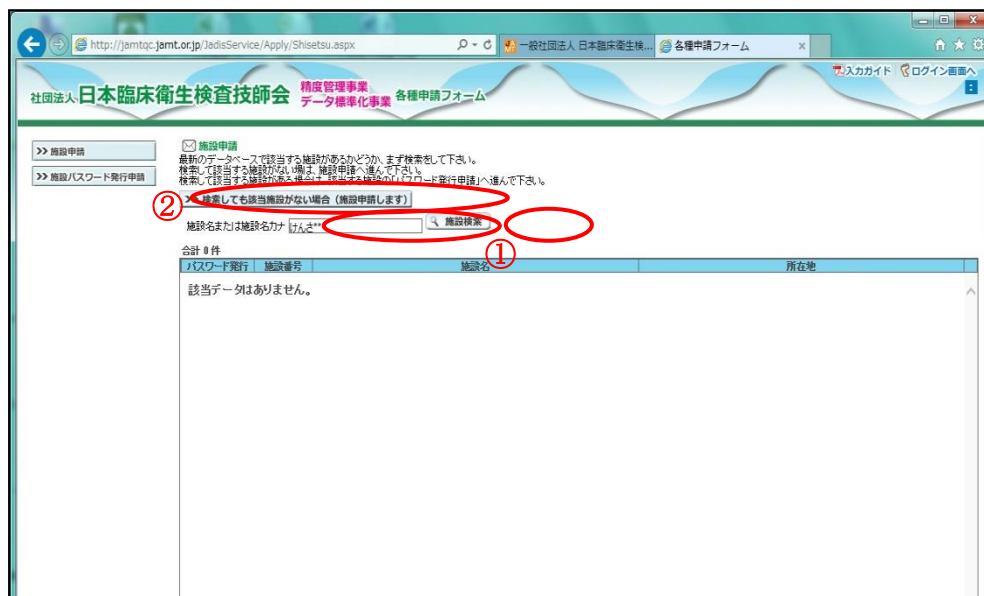 http://jamtqc.jamt.or.jp/JadisService/Apply/Shisetsu.aspx
一般社団法人 日本臨床衛生検...
各種申請フォーム
入力ガイド
ログイン画面へ
社団法人 日本臨床衛生検査技師会
精度管理事業
データ標準化事業
各種申請フォーム
>> 施設申請
>> 施設パスワード発行申請
施設申請
最新のデータベースで該当する施設があるかどうか、まず検索をして下さい。
検索して該当する施設がない場は、施設申請へ進んで下さい。
検索して該当する施設がある場合は、該当する施設の「パスワード発行申請」へ進んで下さい。
② >> 検索しても該当施設がない場合（施設申請します）
施設名または施設名カナ けんさ** 施設検索
①
合計 0 件
パスワード発行 施設番号 施設名 所在地
該当データはありません。